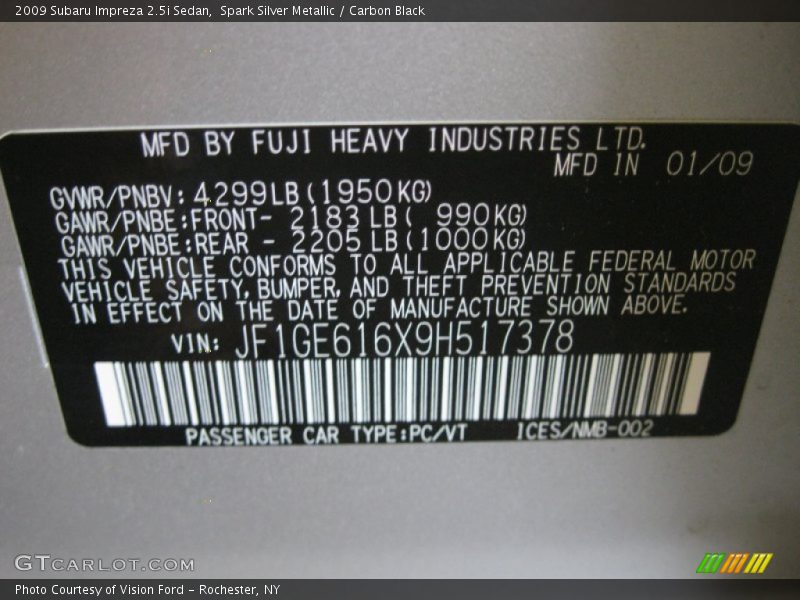 2009 Subaru Impreza 2.5i Sedan,  Spark Silver Metallic / Carbon Black
MFD BY FUJI HEAVY INDUSTRIES LTD.
MFD IN 01/09
GVWR/PNBV: 4299LB(1950KG)
GAWR/PNBE:FRONT- 2183 LB( 990KG)
GAWR/PNBE:REAR - 2205 LB(1000KG)
THIS VEHICLE CONFORMS TO ALL APPLICABLE FEDERAL MOTOR
VEHICLE SAFETY, BUMPER, AND THEFT PREVENTION STANDARDS
IN EFFECT ON THE DATE OF MANUFACTURE SHOWN ABOVE.
VIN: JF1GE616X9H517378
PASSENGER CAR TYPE:PC/VT ICES/NMB-002
GTCARLOT.COM
Photo Courtesy of Vision Ford – Rochester, NY